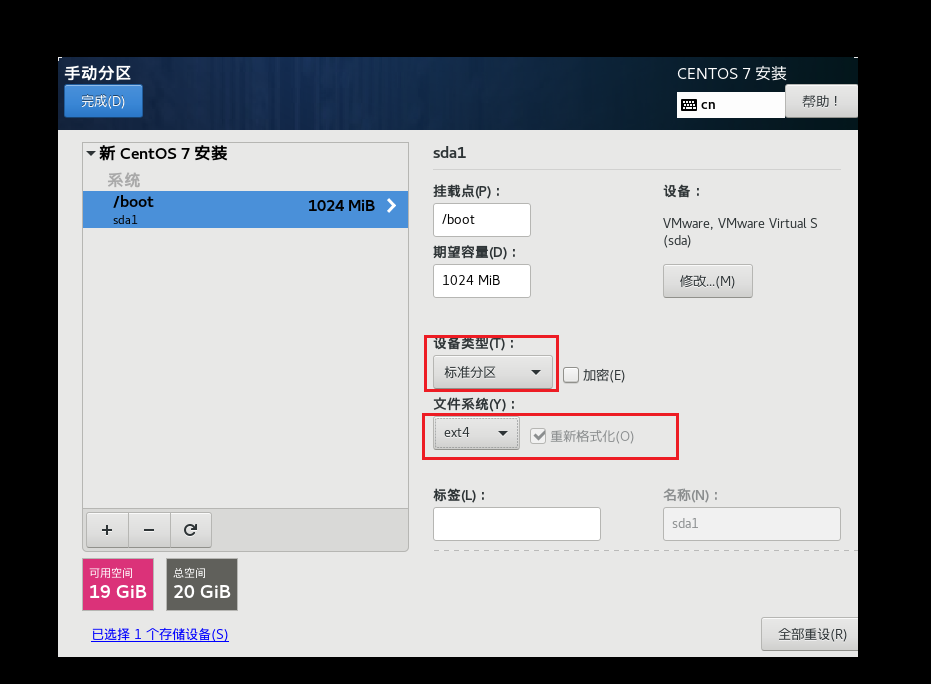 手动分区
CENTOS 7 安装
完成(D)
cn
帮助！
新 CentOS 7 安装
系统
/boot
1024 MiB
sda1
sda1
挂载点(P)：
/boot
期望容量(D)：
1024 MiB
设备：
VMware, VMware Virtual S
(sda)
修改...(M)
设备类型(T)：
标准分区
加密(E)
文件系统(Y)：
ext4
重新格式化(O)
标签(L)：
名称(N)：
sda1
可用空间
19 GiB
总空间
20 GiB
已选择 1 个存储设备(S)
全部重设(R)